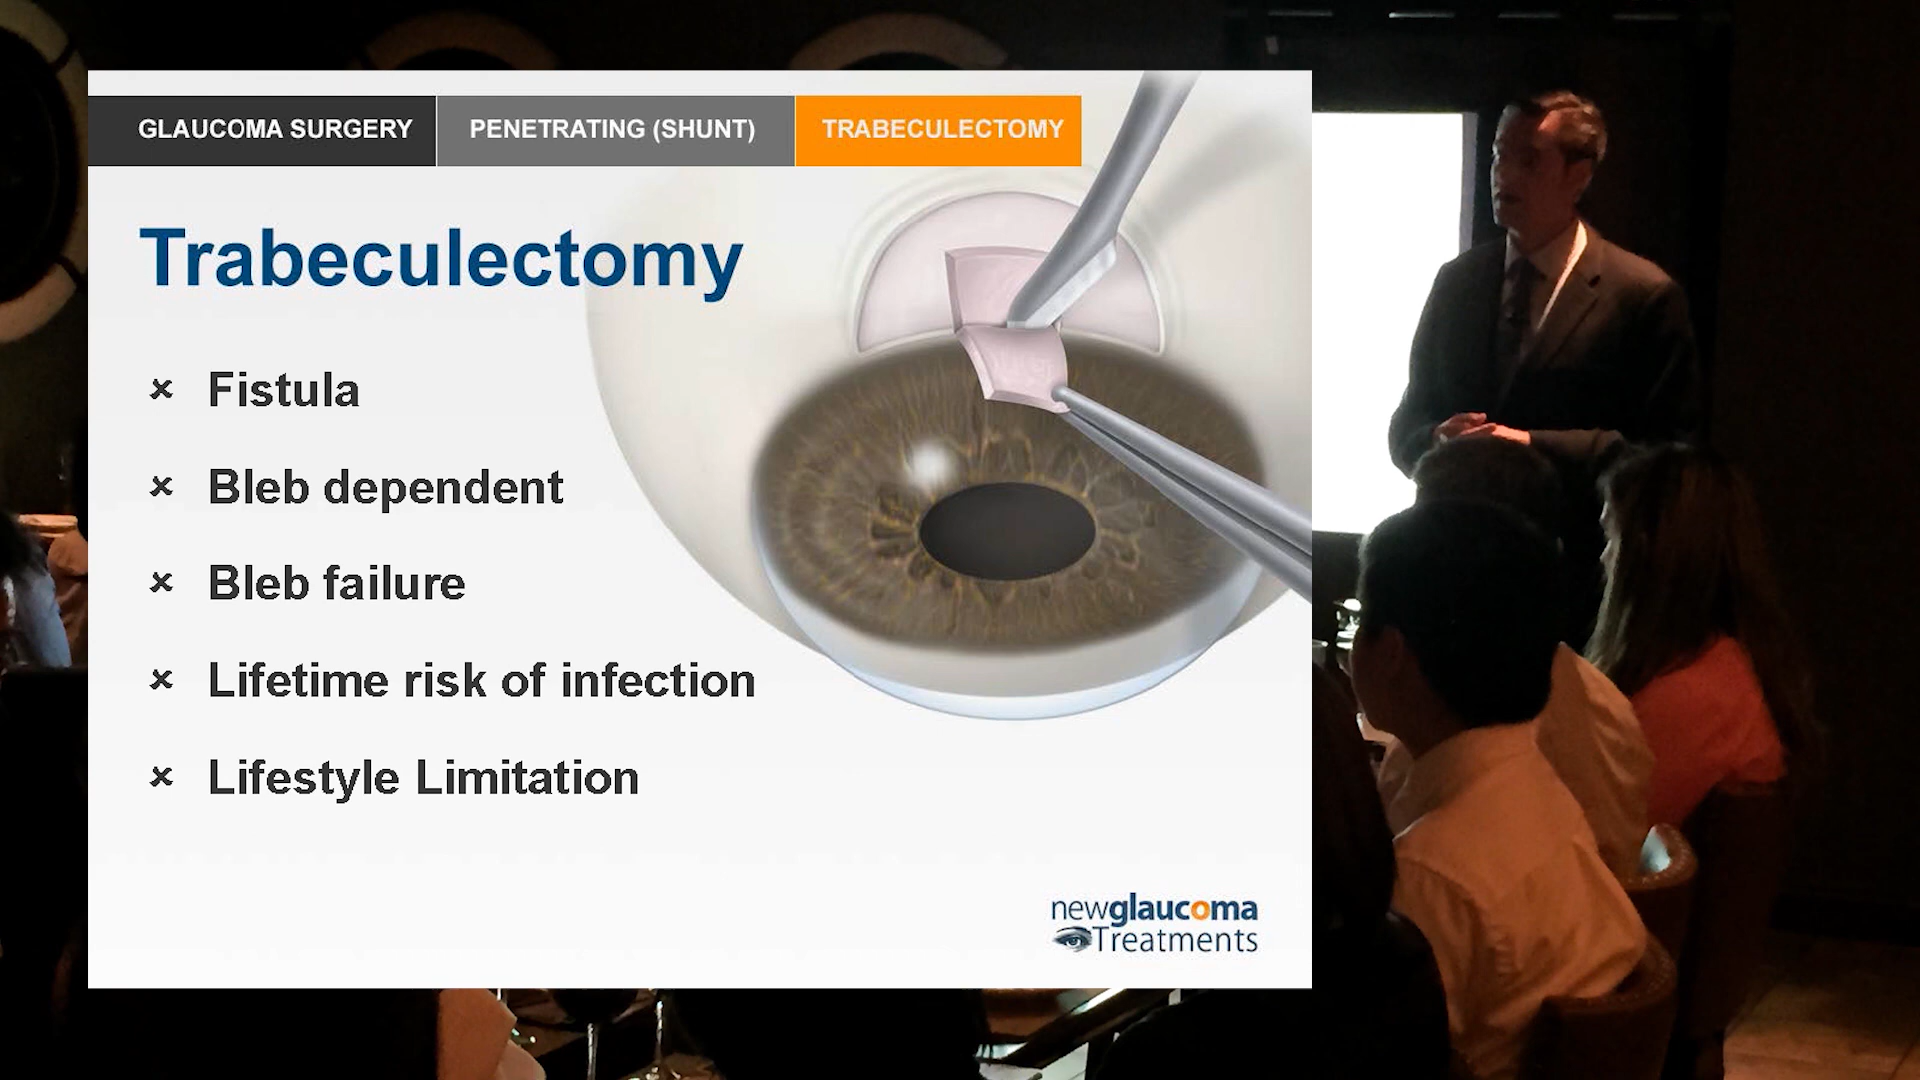 GLAUCOMA SURGERY PENETRATING (SHUNT) TRABECULECTOMY
Trabeculectomy
× Fistula
× Bleb dependent
× Bleb failure
× Lifetime risk of infection
× Lifestyle Limitation
newglaucoma
Treatments